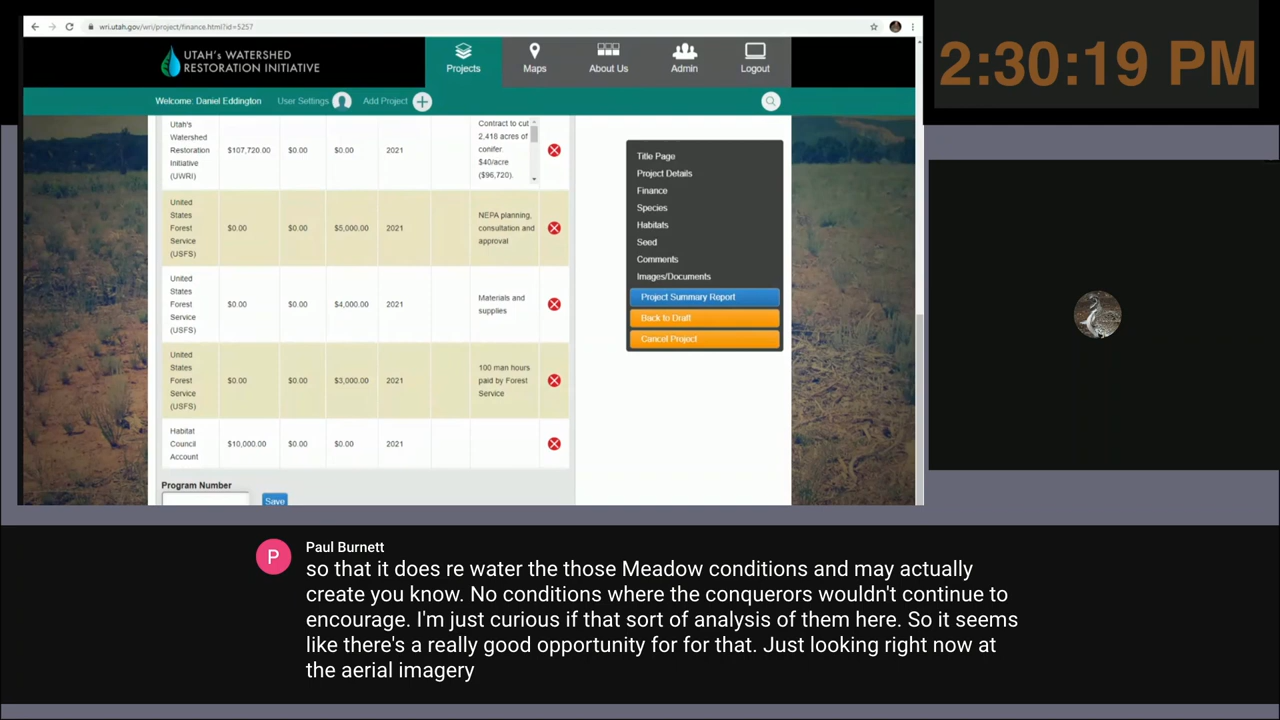 wri.utah.gov/wri/project/finance.html?id=5257
2:30:19 PM
UTAH'S WATERSHED
RESTORATION INITIATIVE
Projects
Maps
About Us
Admin
Logout
Welcome: Daniel Eddington
User Settings
Add Project
Utah's
Watershed
Restoration
Initiative
(UWRI)
$107,720.00
$0.00
$0.00
2021
Contract to cut
2,418 acres of
conifer.
$40/acre
($96,720).
United
States
Forest
Service
(USFS)
$0.00
$0.00
$5,000.00
2021
NEPA planning,
consultation and
approval
United
States
Forest
Service
(USFS)
$0.00
$0.00
$4,000.00
2021
Materials and
supplies
United
States
Forest
Service
(USFS)
$0.00
$0.00
$3,000.00
2021
100 man hours
paid by Forest
Service
Habitat
Council
Account
$10,000.00
$0.00
$0.00
2021
Program Number
Save
Title Page
Project Details
Finance
Species
Habitats
Seed
Comments
Images/Documents
Project Summary Report
Back to Draft
Cancel Project
P
Paul Burnett
so that it does re water the those Meadow conditions and may actually
create you know. No conditions where the conquerors wouldn't continue to
encourage. I'm just curious if that sort of analysis of them here. So it seems
like there's a really good opportunity for for that. Just looking right now at
the aerial imagery